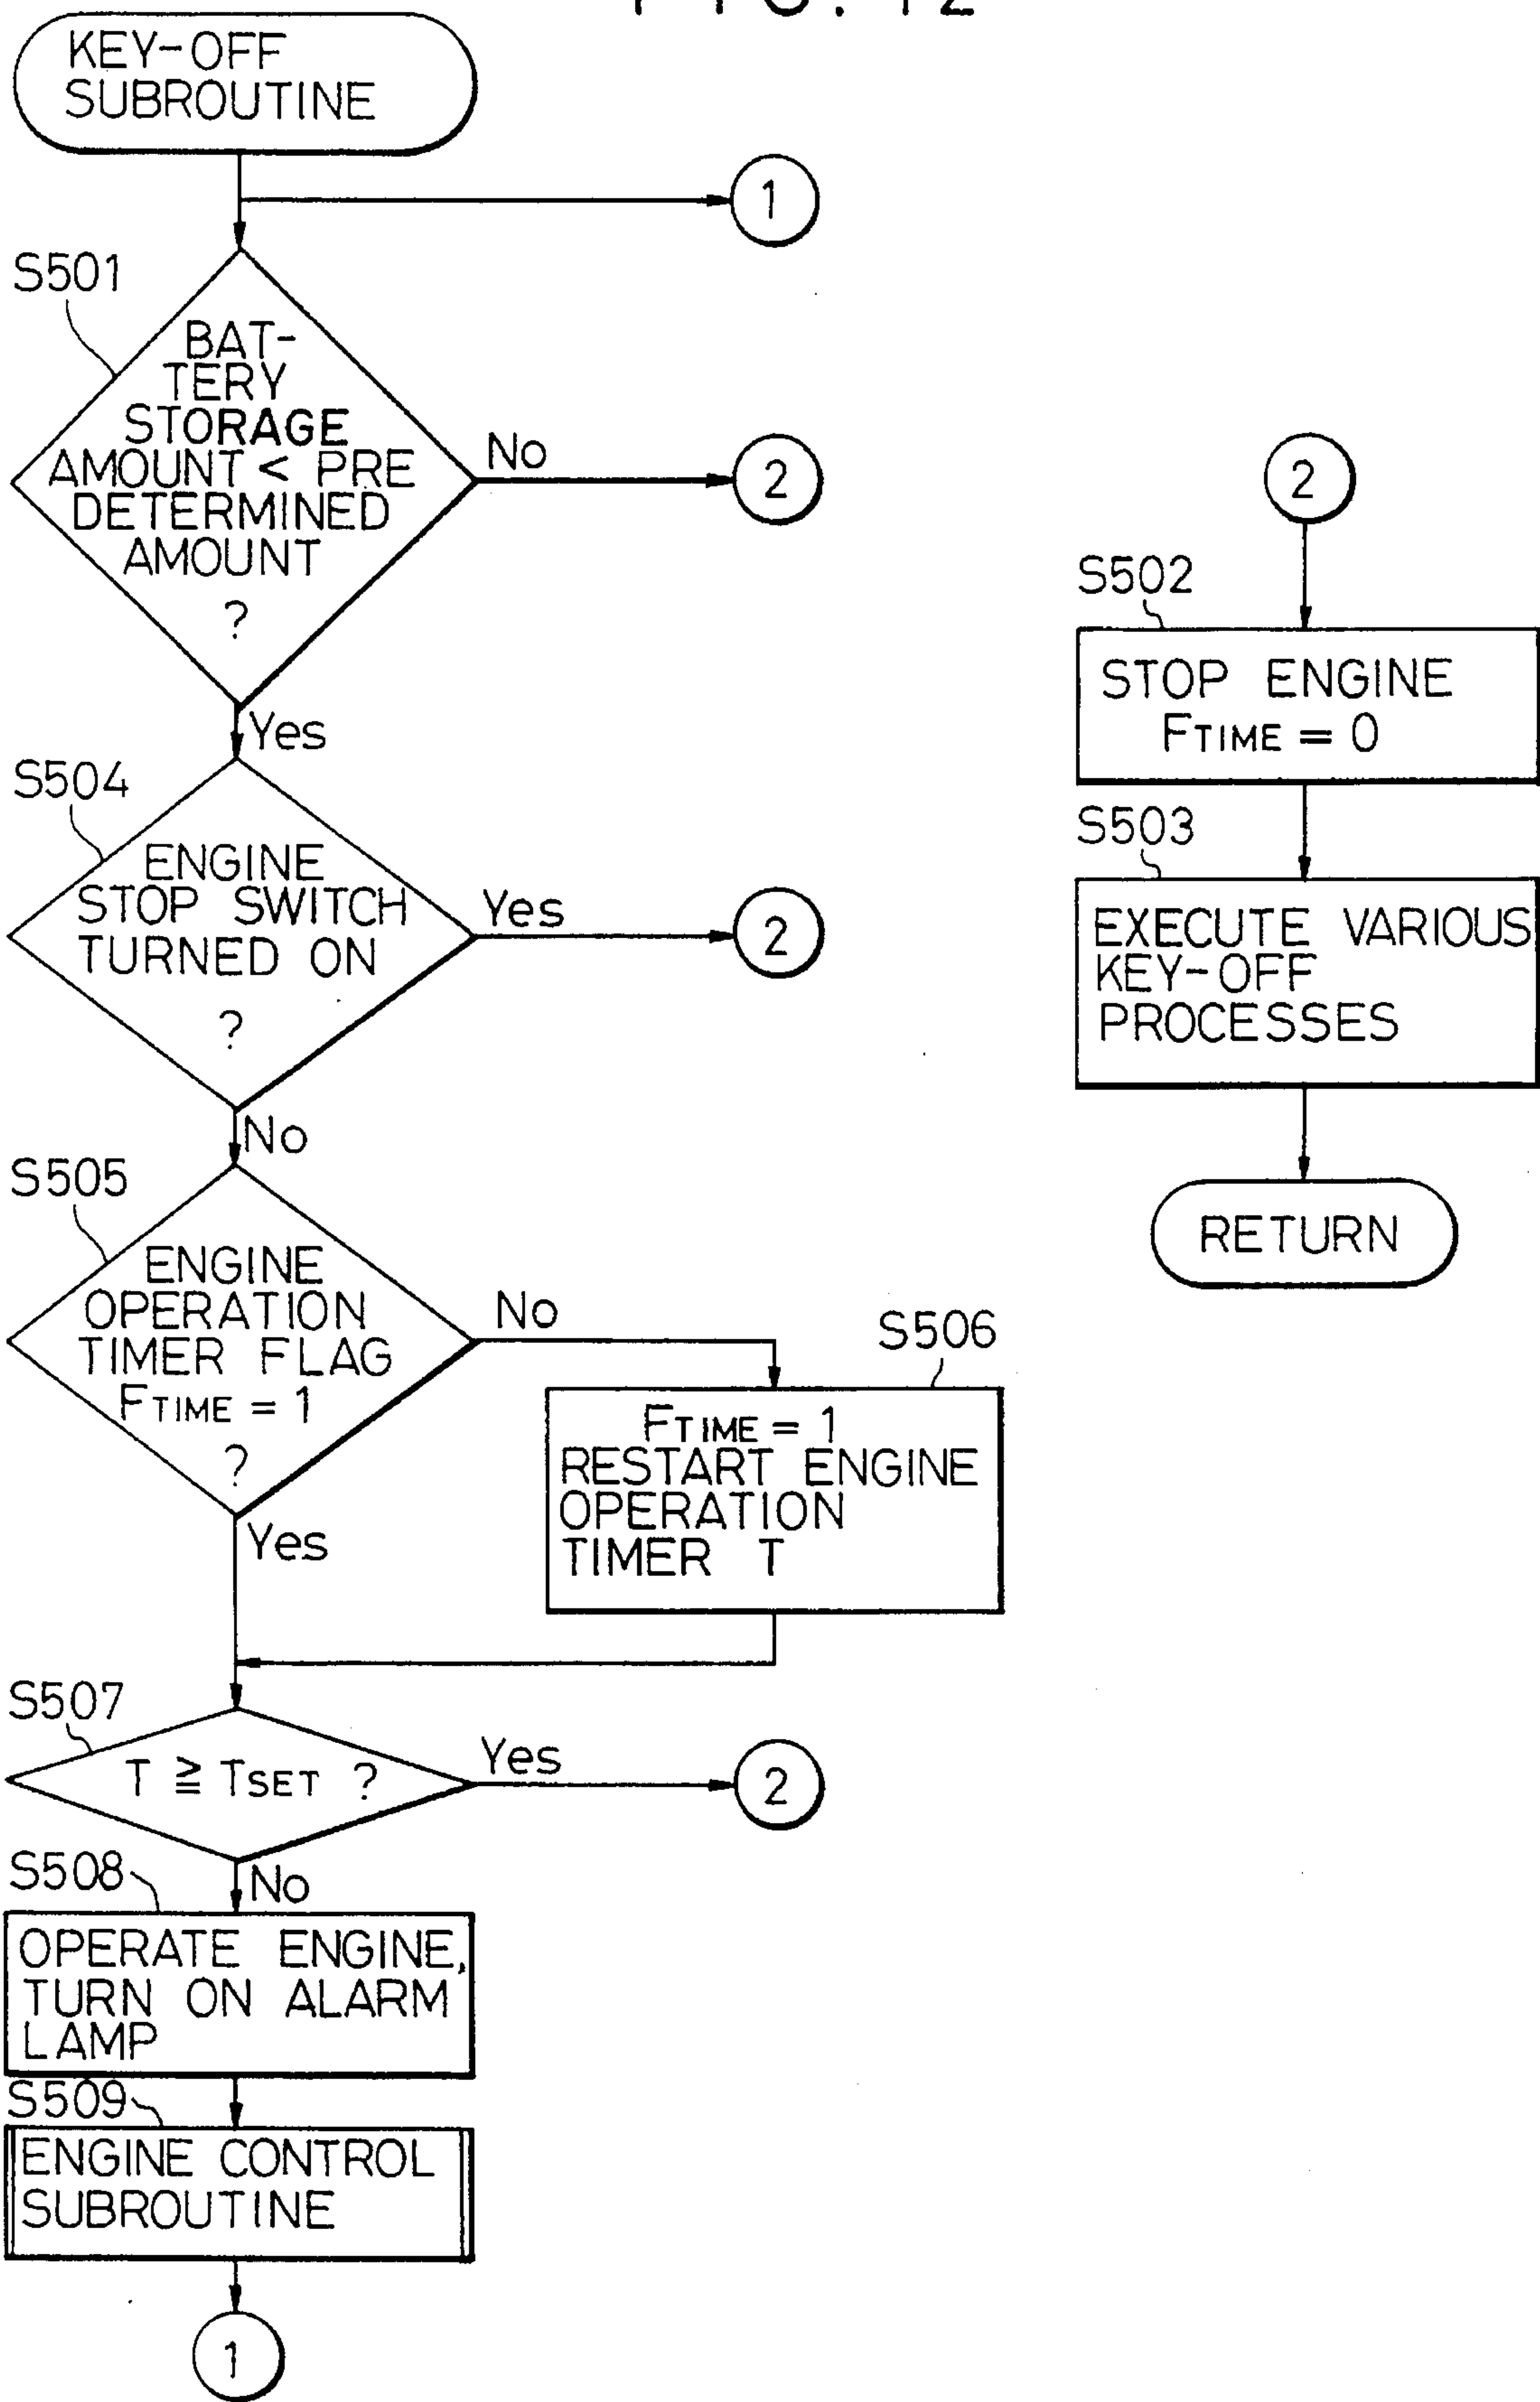 FIG. 12
KEY-OFF
SUBROUTINE
1
S501
BAT-
TERY
STORAGE
AMOUNT < PRE
DETERMINED
AMOUNT
?
No
2
Yes
S504
ENGINE
STOP SWITCH
TURNED ON
?
Yes
2
No
S505
ENGINE
OPERATION
TIMER FLAG
FTIME = 1
?
No
S506
FTIME = 1
RESTART ENGINE
OPERATION
TIMER T
Yes
S507
T ≧ TSET ?
Yes
2
No
S508
OPERATE ENGINE,
TURN ON ALARM
LAMP
S509
ENGINE CONTROL
SUBROUTINE
1
2
S502
STOP ENGINE
FTIME = 0
S503
EXECUTE VARIOUS
KEY-OFF
PROCESSES
RETURN